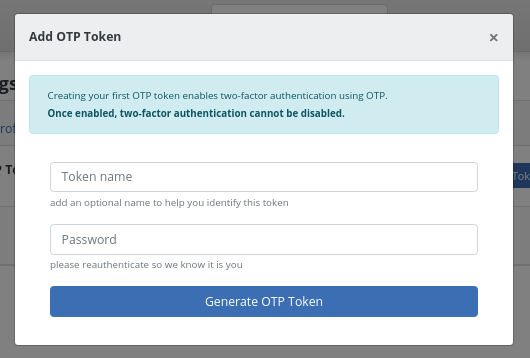 Add OTP Token
×
Creating your first OTP token enables two-factor authentication using OTP.
Once enabled, two-factor authentication cannot be disabled.
Token name
add an optional name to help you identify this token
Password
please reauthenticate so we know it is you
Generate OTP Token